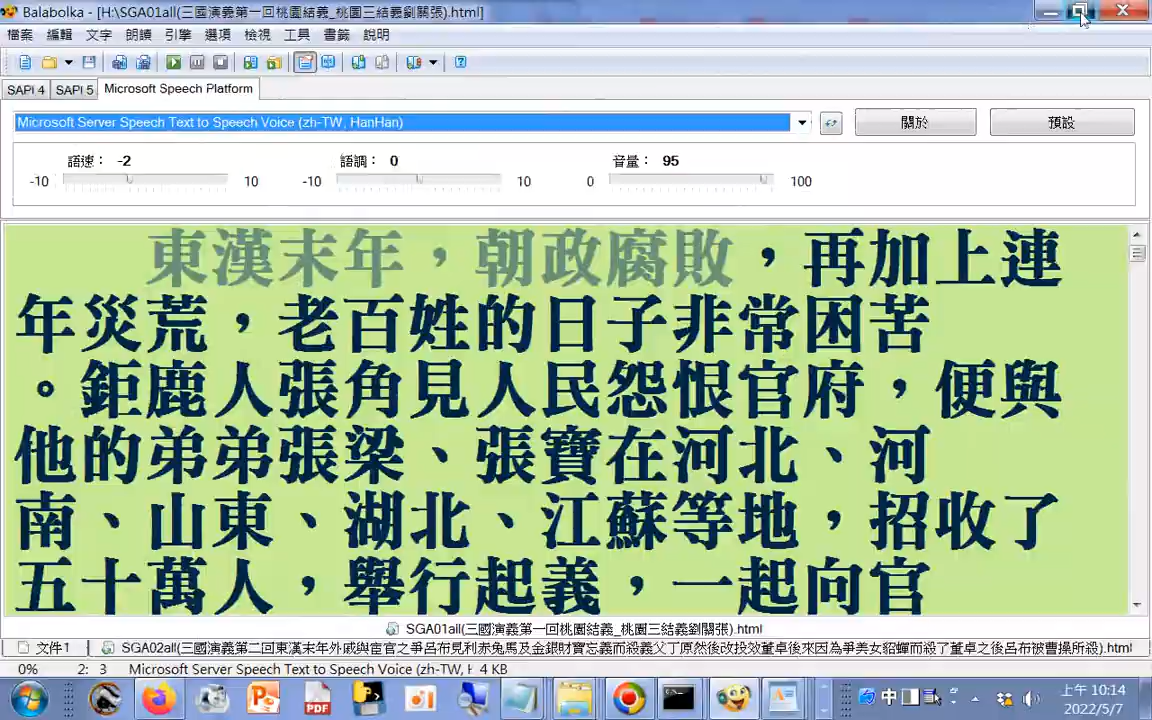 Balabolka - [H:\SGA01all(三國演義第一回桃園結義_桃園三結義劉關張).html]
檔案 編輯 文字 朗讀 引擎 選項 檢視 工具 書籤 說明
SAPI 4 SAPI 5 Microsoft Speech Platform
Microsoft Server Speech Text to Speech Voice (zh-TW, HanHan) 關於 預設
語速： -2 語調： 0 音量： 95
-10 10 -10 10 0 100
東漢末年，朝政腐敗，再加上連
年災荒，老百姓的日子非常困苦
。鉅鹿人張角見人民怨恨官府，便與
他的弟弟張梁、張寶在河北、河
南、山東、湖北、江蘇等地，招收了
五十萬人，舉行起義，一起向官
SGA01all(三國演義第一回桃園結義_桃園三結義劉關張).html
文件1 SGA02all(三國演義第二回東漢末年外戚與宦官之爭呂布見利赤兔馬及金銀財寶忘義而殺義父丁原然後改投效董卓後來因為爭美女貂蟬而殺了董卓之後呂布被曹操所殺).html
0% 2: 3 Microsoft Server Speech Text to Speech Voice (zh-TW, H 4 KB
中 上午 10:14
2022/5/7